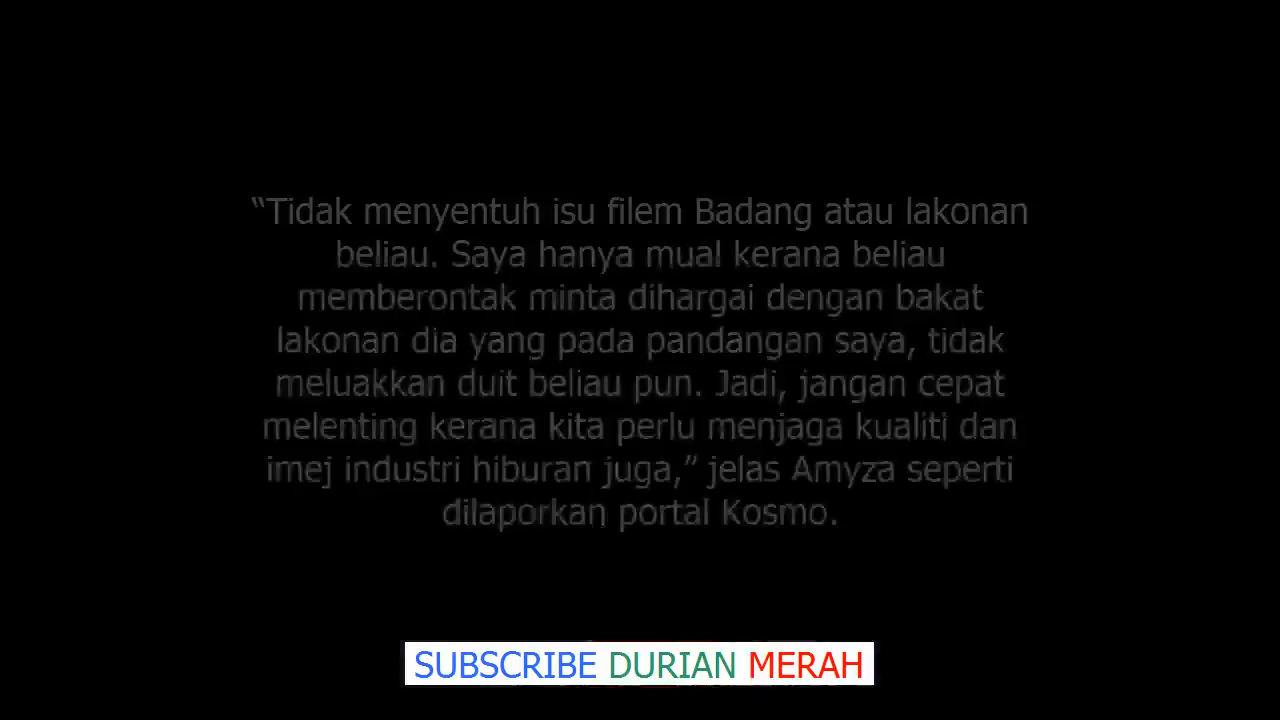 “Tidak menyentuh isu filem Badang atau lakonan
beliau. Saya hanya mual kerana beliau
memberontak minta dihargai dengan bakat
lakonan dia yang pada pandangan saya, tidak
meluakkan duit beliau pun. Jadi, jangan cepat
melenting kerana kita perlu menjaga kualiti dan
imej industri hiburan juga,” jelas Amyza seperti
dilaporkan portal Kosmo.
SUBSCRIBE DURIAN MERAH